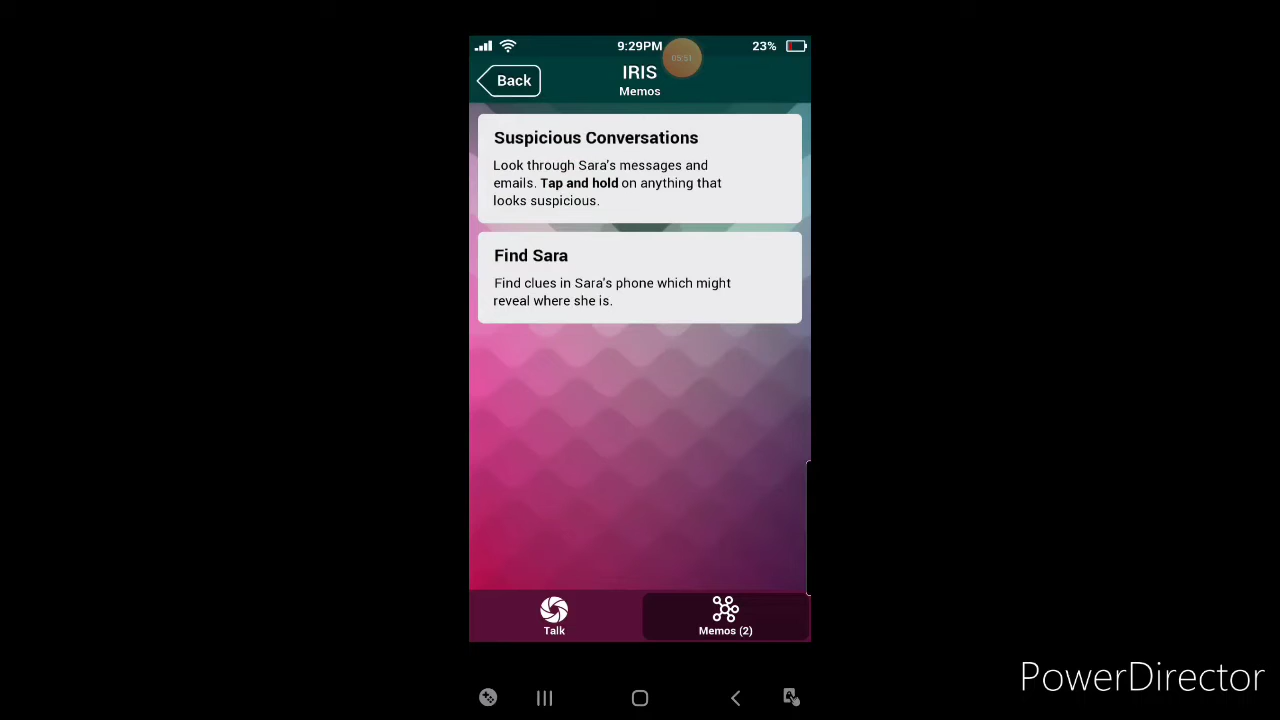 9:29PM
23%
05:51
Back
IRIS
Memos
Suspicious Conversations
Look through Sara's messages and
emails. Tap and hold on anything that
looks suspicious.
Find Sara
Find clues in Sara's phone which might
reveal where she is.
Talk
Memos (2)
PowerDirector